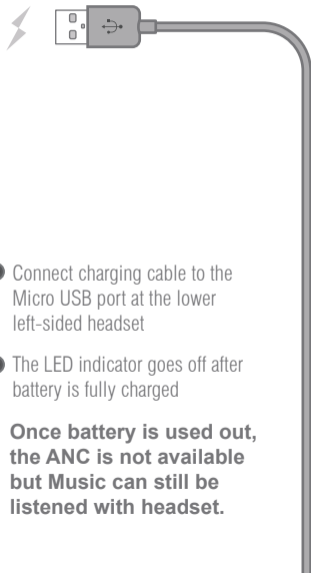 Connect charging cable to the
Micro USB port at the lower
left-sided headset
The LED indicator goes off after
battery is fully charged
Once battery is used out,
the ANC is not available
but Music can still be
listened with headset.